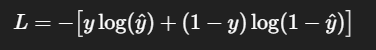 L = −[y log(ŷ) + (1 − y) log(1 − ŷ)]